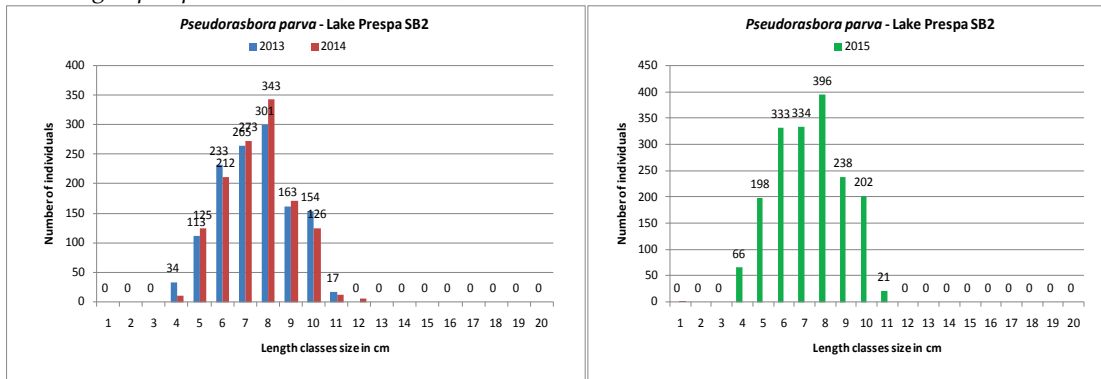 Pseudorasbora parva - Lake Prespa SB2
2013 2014
Number of individuals
400
350
300
250
200
150
100
50
0
0 0 0 34 113 125 233 212 265 273 301 343 163 154 126 17 0 0 0 0 0 0 0 0 0
1 2 3 4 5 6 7 8 9 10 11 12 13 14 15 16 17 18 19 20
Length classes size in cm
Pseudorasbora parva - Lake Prespa SB2
2015
Number of individuals
450
400
350
300
250
200
150
100
50
0
0 0 0 66 198 333 334 396 238 202 21 0 0 0 0 0 0 0 0 0
1 2 3 4 5 6 7 8 9 10 11 12 13 14 15 16 17 18 19 20
Length classes size in cm